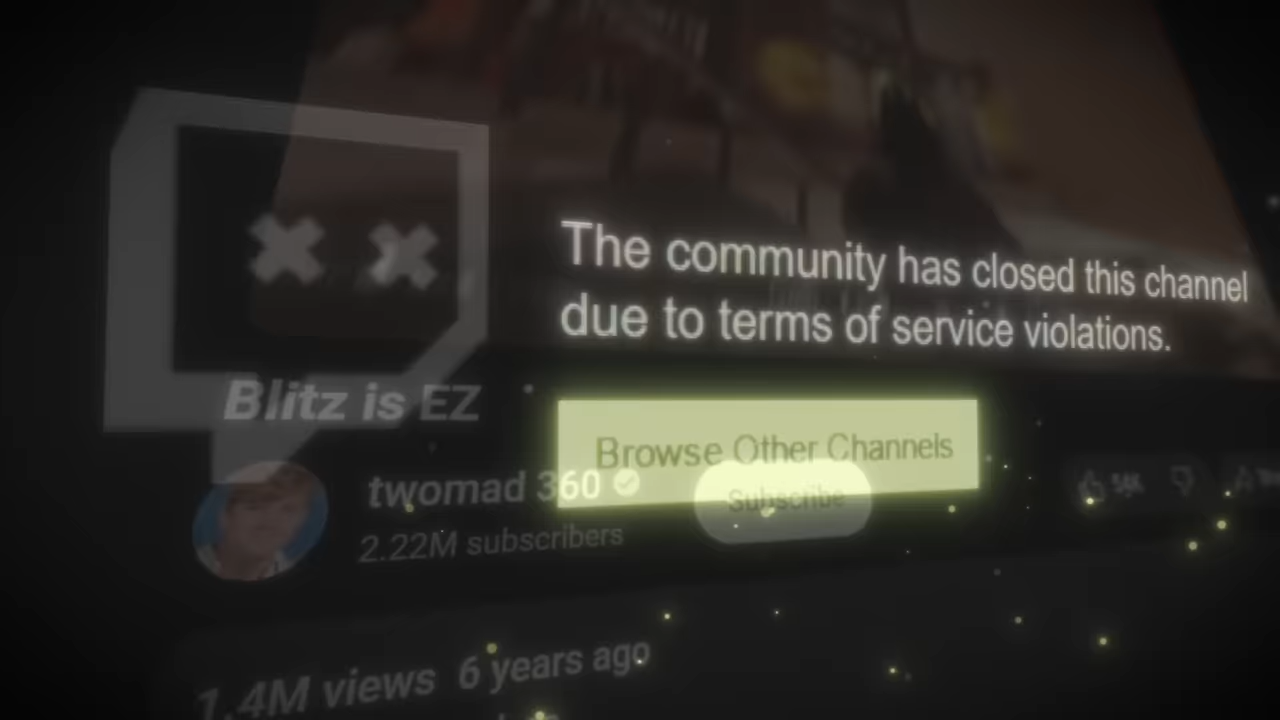 The community has closed this channel
due to terms of service violations.
Blitz is EZ
Browse Other Channels
twomad 360
Subscribe
2.22M subscribers
1.4M views 6 years ago